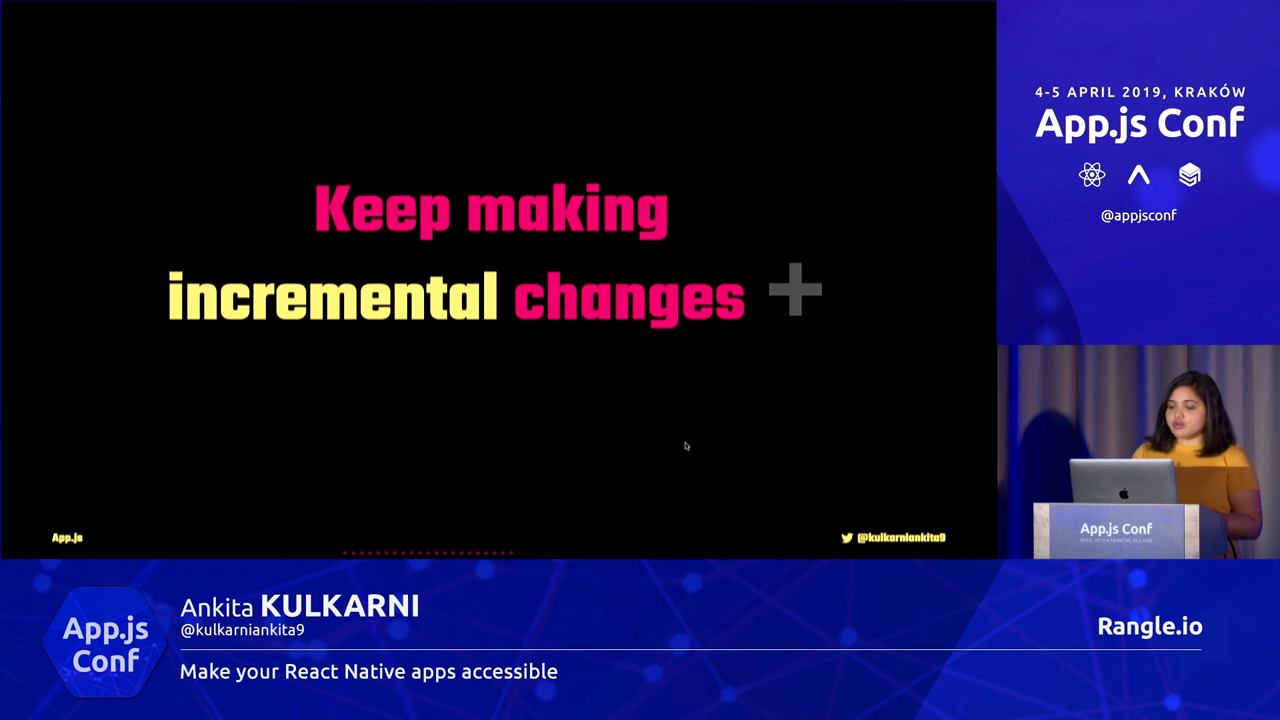 Keep making
incremental changes +
App.js
@kulkarniankita9
4-5 APRIL 2019, KRAKÓW
App.js Conf
@appjsconf
App.js Conf
App.js
Conf
Ankita KULKARNI
@kulkarniankita9
Make your React Native apps accessible
Rangle.io